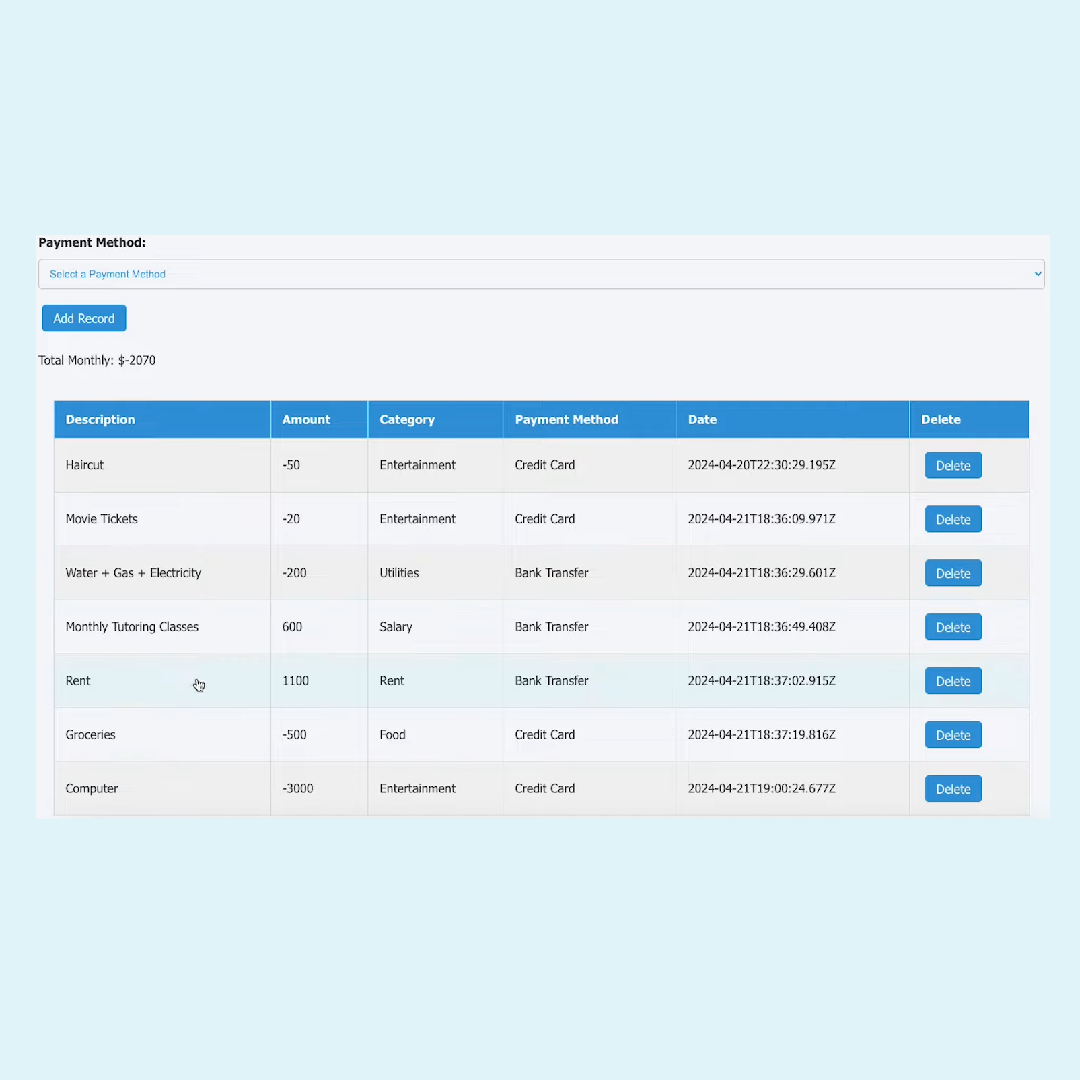 Payment Method:
Select a Payment Method
Add Record
Total Monthly: $-2070
Description Amount Category Payment Method Date Delete
Haircut -50 Entertainment Credit Card 2024-04-20T22:30:29.195Z Delete
Movie Tickets -20 Entertainment Credit Card 2024-04-21T18:36:09.971Z Delete
Water + Gas + Electricity -200 Utilities Bank Transfer 2024-04-21T18:36:29.601Z Delete
Monthly Tutoring Classes 600 Salary Bank Transfer 2024-04-21T18:36:49.408Z Delete
Rent 1100 Rent Bank Transfer 2024-04-21T18:37:02.915Z Delete
Groceries -500 Food Credit Card 2024-04-21T18:37:19.816Z Delete
Computer -3000 Entertainment Credit Card 2024-04-21T19:00:24.677Z Delete